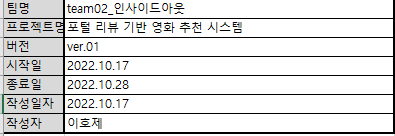 팀명 team02_인사이드아웃
프로젝트명 포털 리뷰 기반 영화 추천 시스템
버전 ver.01
시작일 2022.10.17
종료일 2022.10.28
작성일자 2022.10.17
작성자 이호제